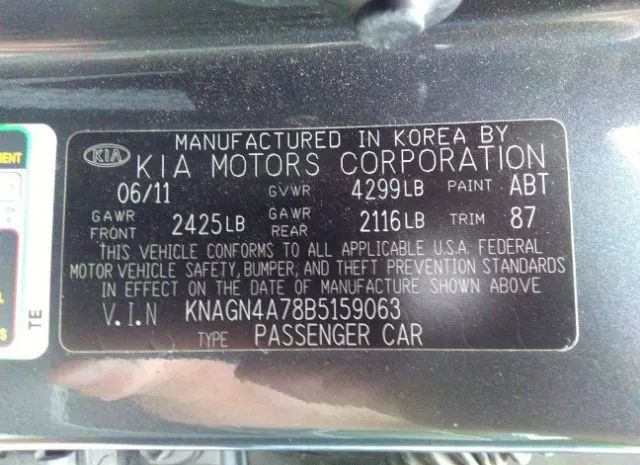 MANUFACTURED IN KOREA BY
KIA KIA MOTORS CORPORATION
06/11 GVWR 4299LB PAINT ABT
GAWR FRONT 2425LB GAWR REAR 2116LB TRIM 87
THIS VEHICLE CONFORMS TO ALL APPLICABLE U.S.A. FEDERAL
MOTOR VEHICLE SAFETY, BUMPER, AND THEFT PREVENTION STANDARDS
IN EFFECT ON THE DATE OF MANUFACTURE SHOWN ABOVE
V.I.N KNAGN4A78B5159063
TYPE PASSENGER CAR
TE